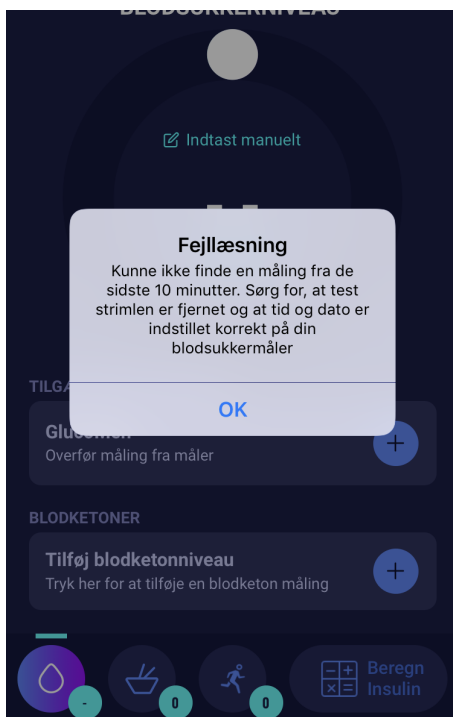 BLODSUKKERNIVEAU
Indtast manuelt
Fejllæsning
Kunne ikke finde en måling fra de
sidste 10 minutter. Sørg for, at test
strimlen er fjernet og at tid og dato er
indstillet korrekt på din
blodsukkermåler
OK
Overfør måling fra måler
BLODKETONER
Tilføj blodketonniveau
Tryk her for at tilføje en blodketon måling
-
0
0
Beregn
Insulin